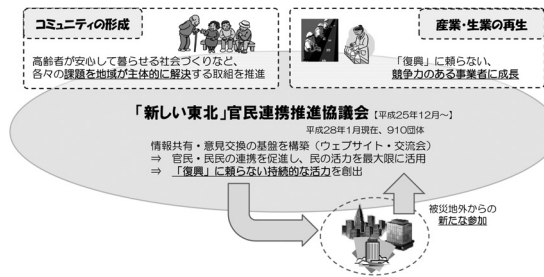 コミュニティの形成
高齢者が安心して暮らせる社会づくりなど、
各々の課題を地域が主体的に解決する取組を推進
産業・生業の再生
「復興」に頼らない、
競争力のある事業者に成長
「新しい東北」官民連携推進協議会【平成25年12月~】
平成28年1月現在、910団体
情報共有・意見交換の基盤を構築（ウェブサイト・交流会）
⇒ 官民・民民の連携を促進し、民の活力を最大限に活用
⇒ 「復興」に頼らない持続的な活力を創出
被災地外からの
新たな参加